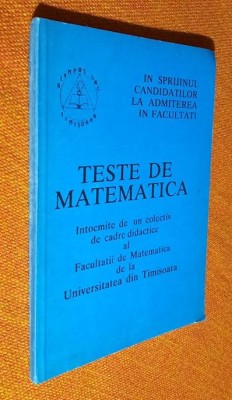 IN SPRIJINUL
CANDIDATILOR
LA ADMITEREA
IN FACULTATI
TESTE DE
MATEMATICA
Intocmite de un colectiv
de cadre didactice
al
Facultatii de Matematica
de la
Universitatea din Timisoara